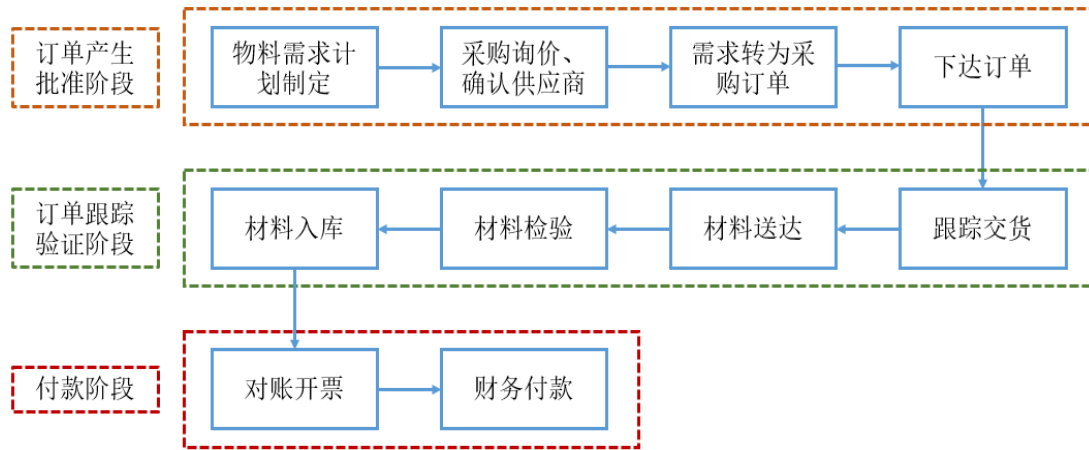 订单产生
批准阶段
物料需求计
划制定
采购询价、
确认供应商
需求转为采
购订单
下达订单
订单跟踪
验证阶段
材料入库
材料检验
材料送达
跟踪交货
付款阶段
对账开票
财务付款